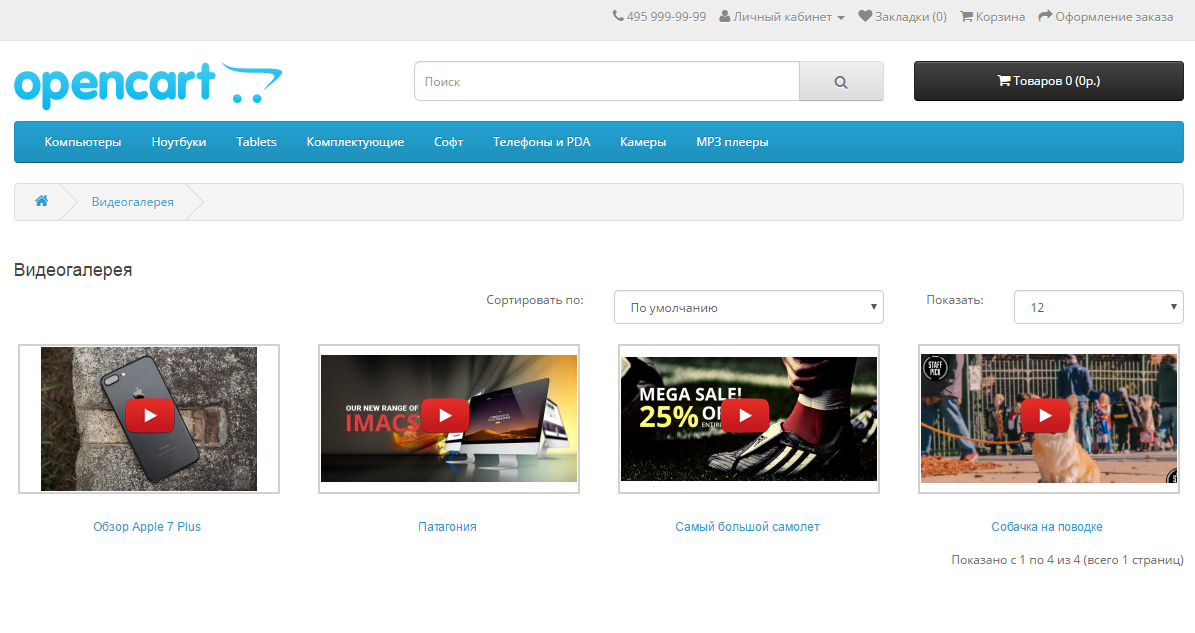 495 999-99-99 Личный кабинет Закладки (0) Корзина Оформление заказа
opencart
Поиск
Товаров 0 (0р.)
Компьютеры Ноутбуки Tablets Комплектующие Софт Телефоны и PDA Камеры MP3 плееры
Видеогалерея
Видеогалерея
Сортировать по: По умолчанию Показать: 12
OUR NEW RANGE OF
IMACS
MEGA SALE!
25% OF
ENTIRE
STAFF
PICK
Обзор Apple 7 Plus Патагония Самый большой самолет Собачка на поводке
Показано с 1 по 4 из 4 (всего 1 страниц)